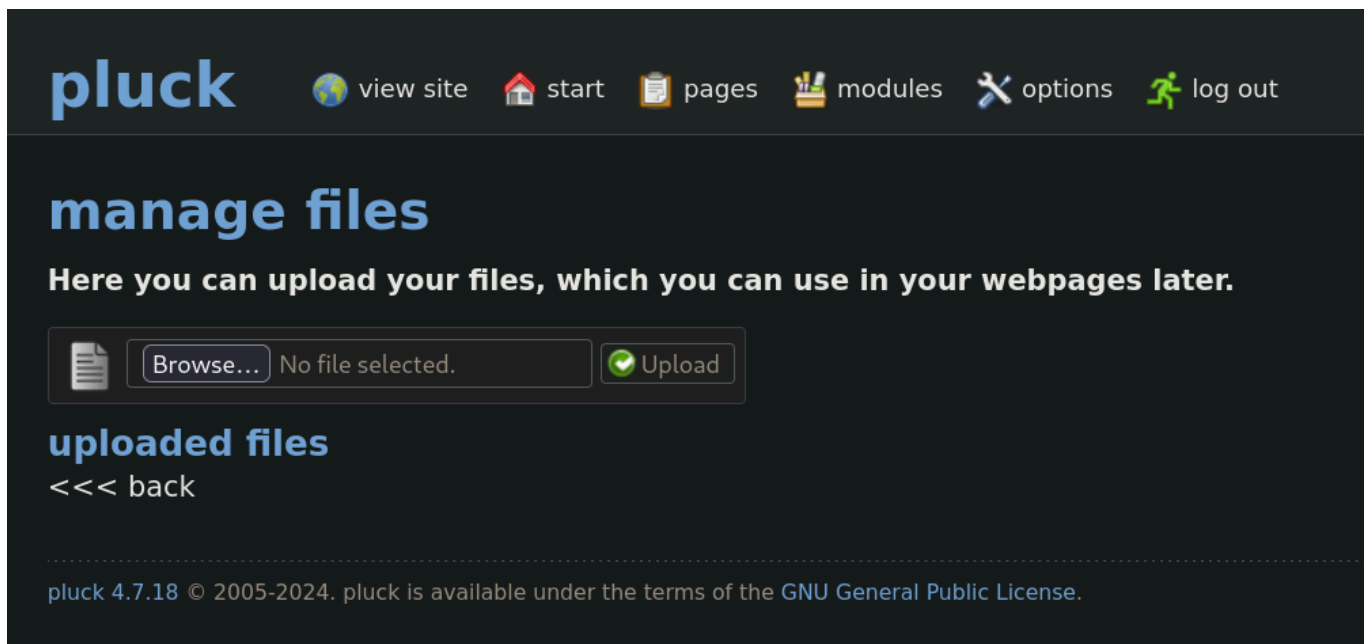 pluck view site start pages modules options log out
manage files
Here you can upload your files, which you can use in your webpages later.
Browse... No file selected. Upload
uploaded files
<<< back
pluck 4.7.18 © 2005-2024. pluck is available under the terms of the GNU General Public License.